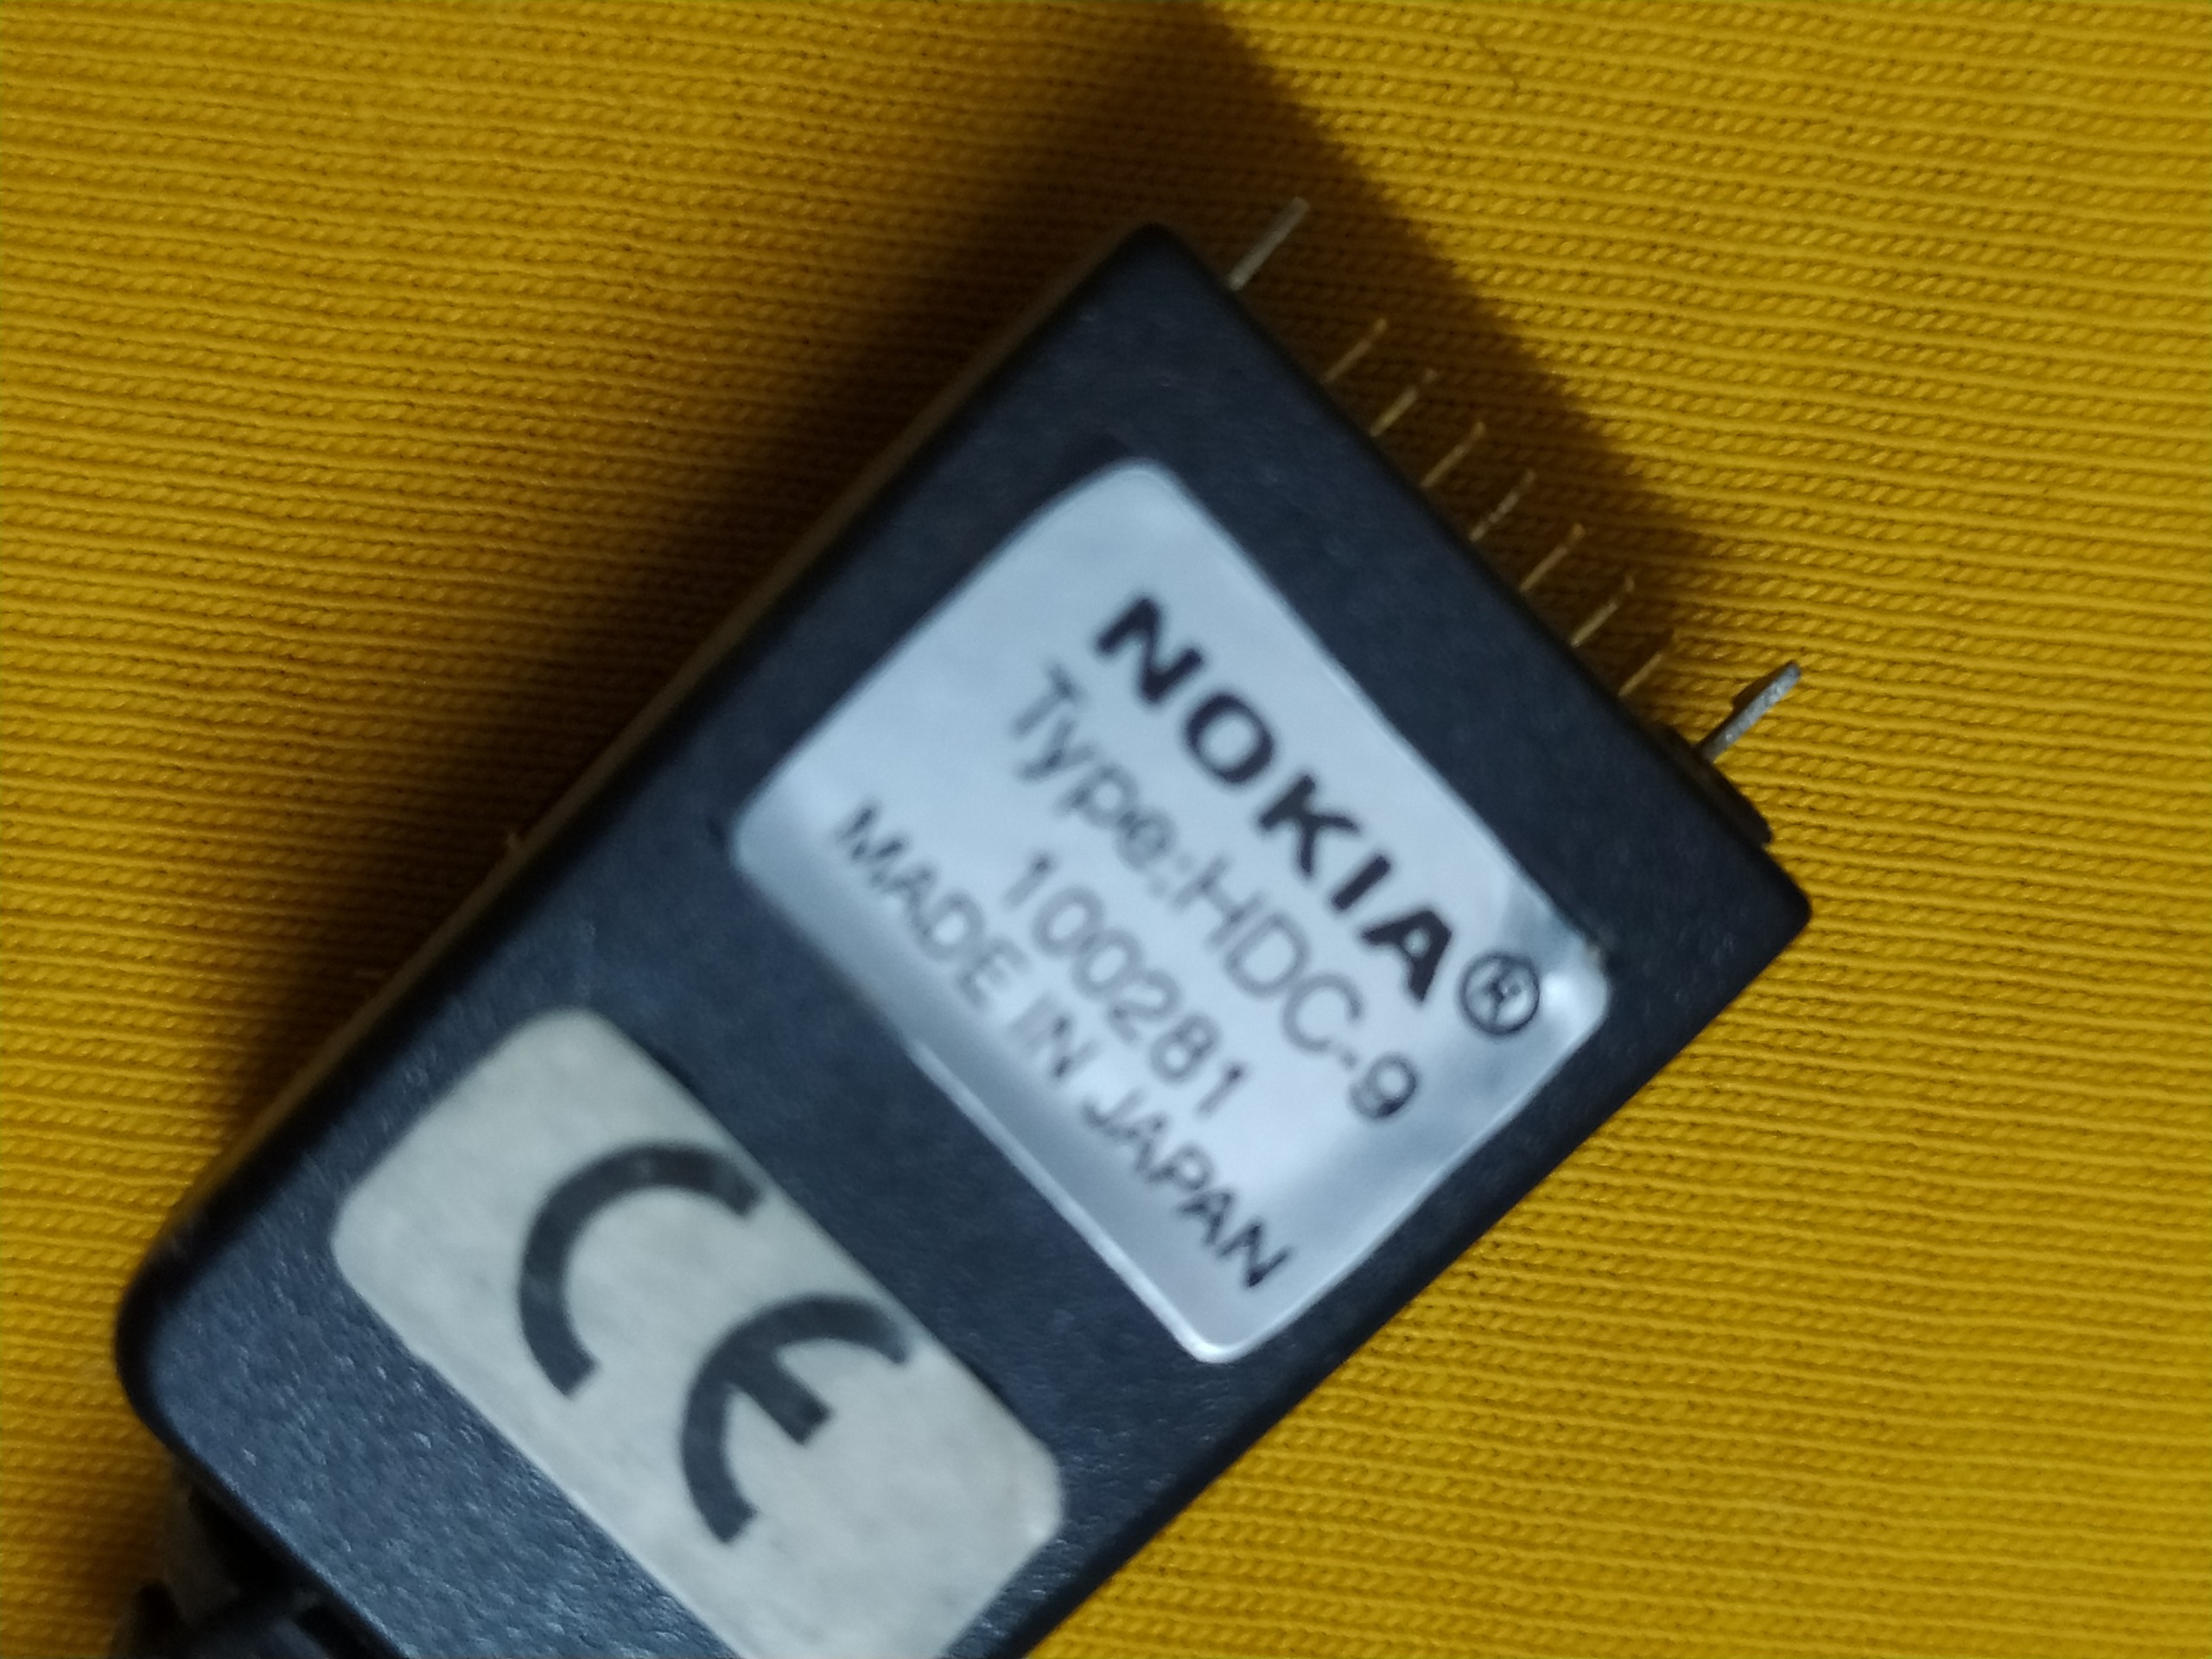 NOKIA®
Type:HDC-9
100281
MADE IN JAPAN
CE